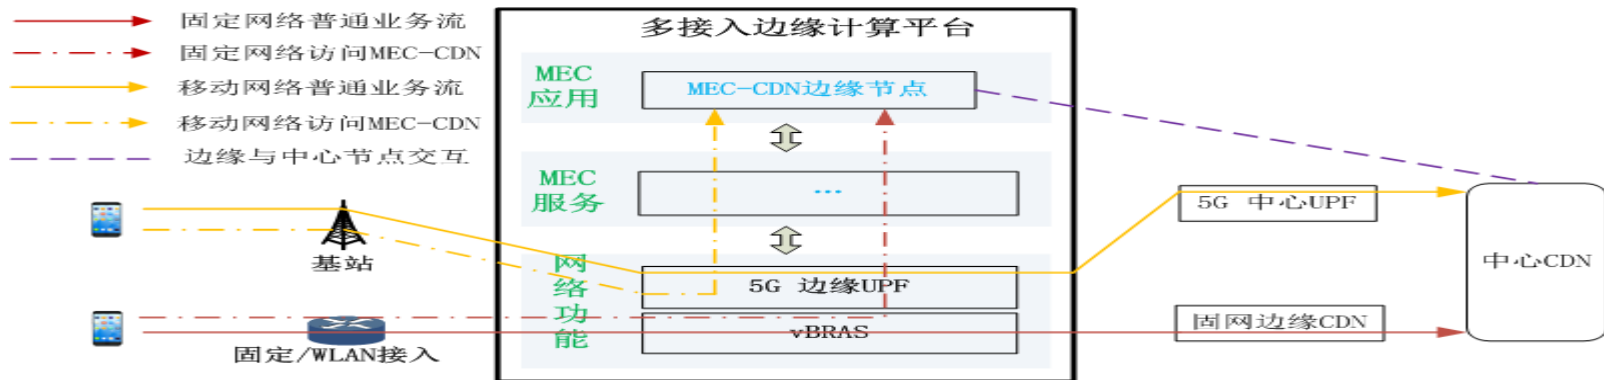 固定网络普通业务流
固定网络访问MEC-CDN
移动网络普通业务流
移动网络访问MEC-CDN
边缘与中心节点交互
多接入边缘计算平台
MEC
应用
MEC-CDN边缘节点
MEC
服务
...
网
络
功
能
5G 边缘UPF
vBRAS
基站
固定/WLAN接入
5G 中心UPF
固网边缘CDN
中心CDN